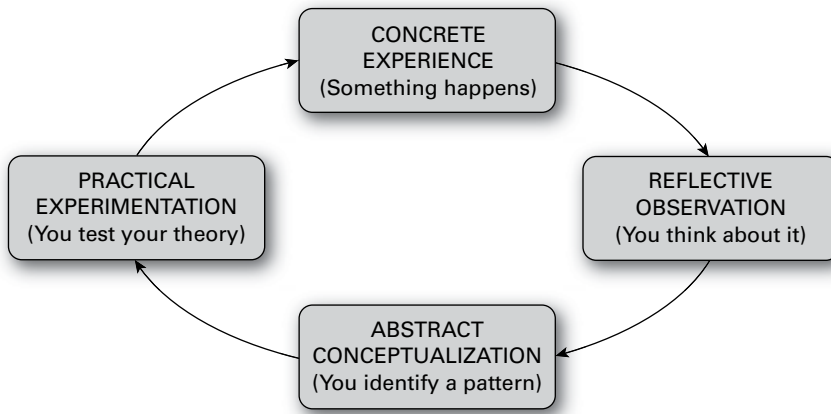 CONCRETE
EXPERIENCE
(Something happens)
REFLECTIVE
OBSERVATION
(You think about it)
ABSTRACT
CONCEPTUALIZATION
(You identify a pattern)
PRACTICAL
EXPERIMENTATION
(You test your theory)